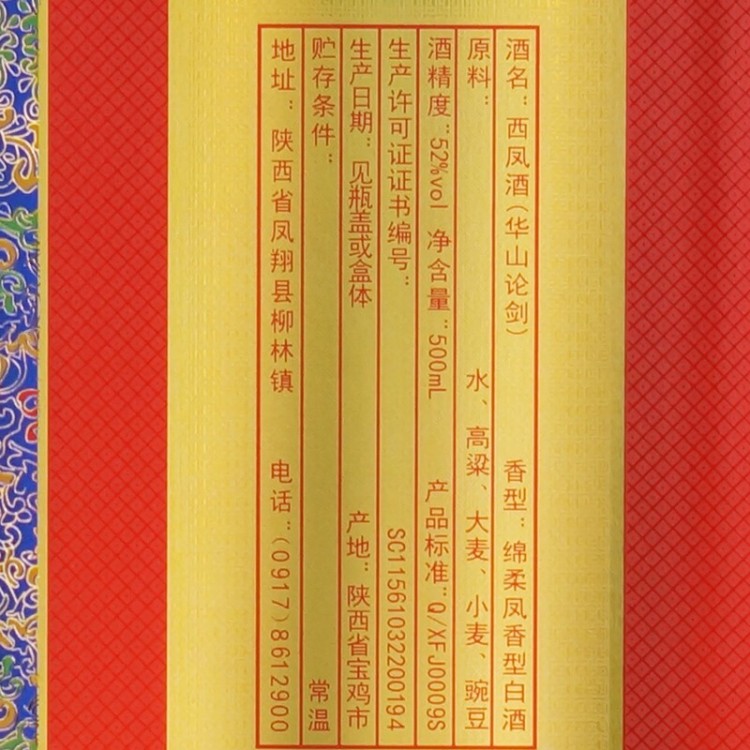 酒名：西凤酒(华山论剑) 香型：绵柔凤香型白酒
原料： 水、高粱、大麦、小麦、豌豆
酒精度：52%vol 净含量：500mL 产品标准：Q/XFJ0009S
生产许可证证书编号： SC11561032200194
生产日期：见瓶盖或盒体 产地：陕西省宝鸡市
贮存条件： 常温
地址：陕西省凤翔县柳林镇 电话：(0917)8612900